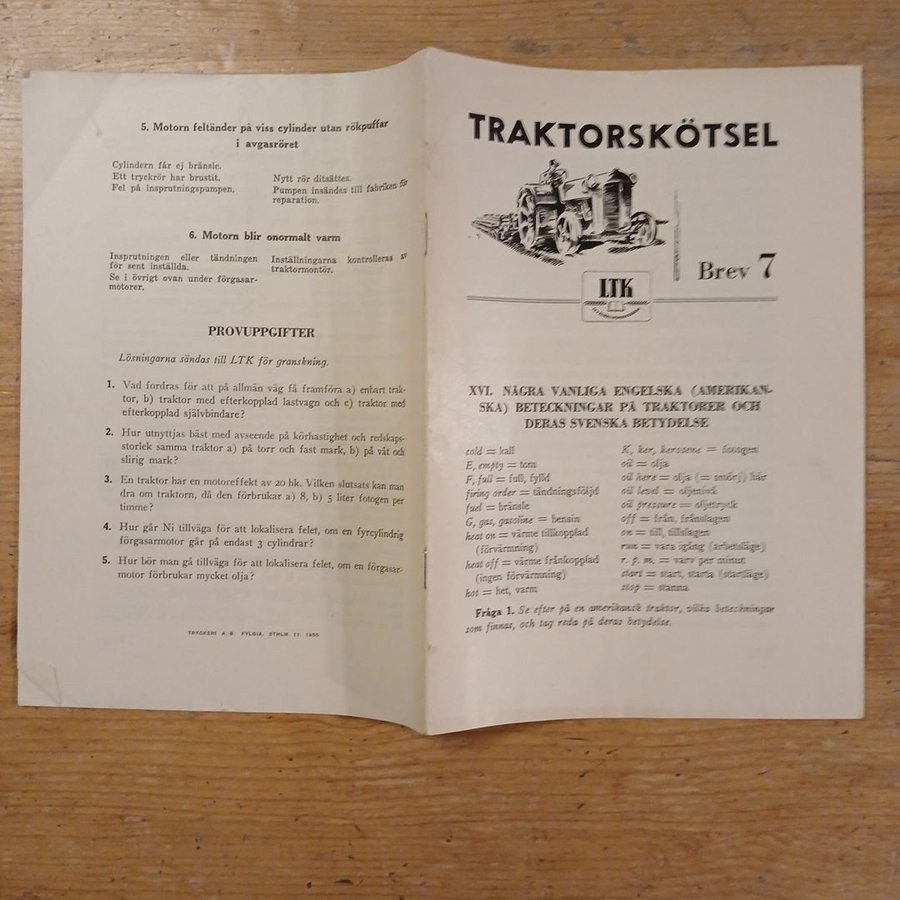 5. Motorn feltänder på viss cylinder utan rökpuffar
i avgasröret
Cylindern får ej bränsle.
Ett tryckrör har brustit.
Fel på insprutningspumpen.
Nytt rör ditsättes.
Pumpen insändes till fabriken för
reparation.
6. Motorn blir onormalt varm
Insprutningen eller tändningen
för sent inställda.
Se i övrigt ovan under förgasar-
motorer.
Inställningarna kontrolleras av
traktormontör.
PROVUPPGIFTER
Lösningarna sändas till LTK för granskning.
1. Vad fordras för att på allmän väg få framföra a) enbart trak-
tor, b) traktor med efterkopplad lastvagn och c) traktor med
efterkopplad självbindare?
2. Hur utnyttjas bäst med avseende på körhastighet och redskaps-
storlek samma traktor a) på torr och fast mark, b) på våt och
slirig mark?
3. En traktor har en motoreffekt av 20 hk. Vilken slutsats kan man
dra om traktorn, då den förbrukar a) 8, b) 5 liter fotogen per
timme?
4. Hur går Ni tillväga för att lokalisera felet, om en fyrcylindrig
förgasarmotor går på endast 3 cylindrar?
5. Hur bör man gå tillväga för att lokalisera felet, om en förgasar-
motor förbrukar mycket olja?
TRYCKERI A.-B. FYLGIA, STHLM 11 1950
TRAKTORSKÖTSEL
Brev 7
LTK
XVI. NÅGRA VANLIGA ENGELSKA (AMERIKAN-
SKA) BETECKNINGAR PÅ TRAKTORER OCH
DERAS SVENSKA BETYDELSE
cold = kall
E, empty = tom
F, full = full, fylld
firing order = tändningsföljd
fuel = bränsle
G, gas, gasoline = bensin
heat on = värme tillkopplad
(förvärmning)
heat off = värme frånkopplad
(ingen förvärmning)
hot = het, varm
K, ker, kerosene = fotogen
oil = olja
oil here = olja (= smörj) här
oil level = oljenivå
oil pressure = oljetryck
off = från, frånslagen
on = till, tillslagen
run = vara igång (arbetsläge)
r. p. m. = varv per minut
start = start, starta (startläge)
stop = stanna
Fråga 1. Se efter på en amerikansk traktor, vilka beteckningar
som finnas, och tag reda på deras betydelse.